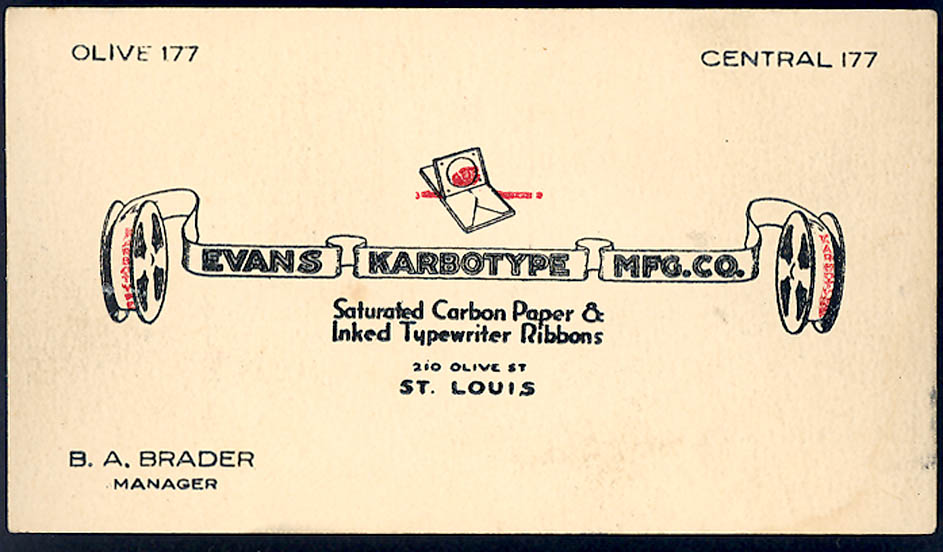 OLIVE 177
CENTRAL 177
EVANS KARBOTYPE MFG.CO.
Saturated Carbon Paper &
Inked Typewriter Ribbons
210 OLIVE ST
ST. LOUIS
B. A. BRADER
MANAGER